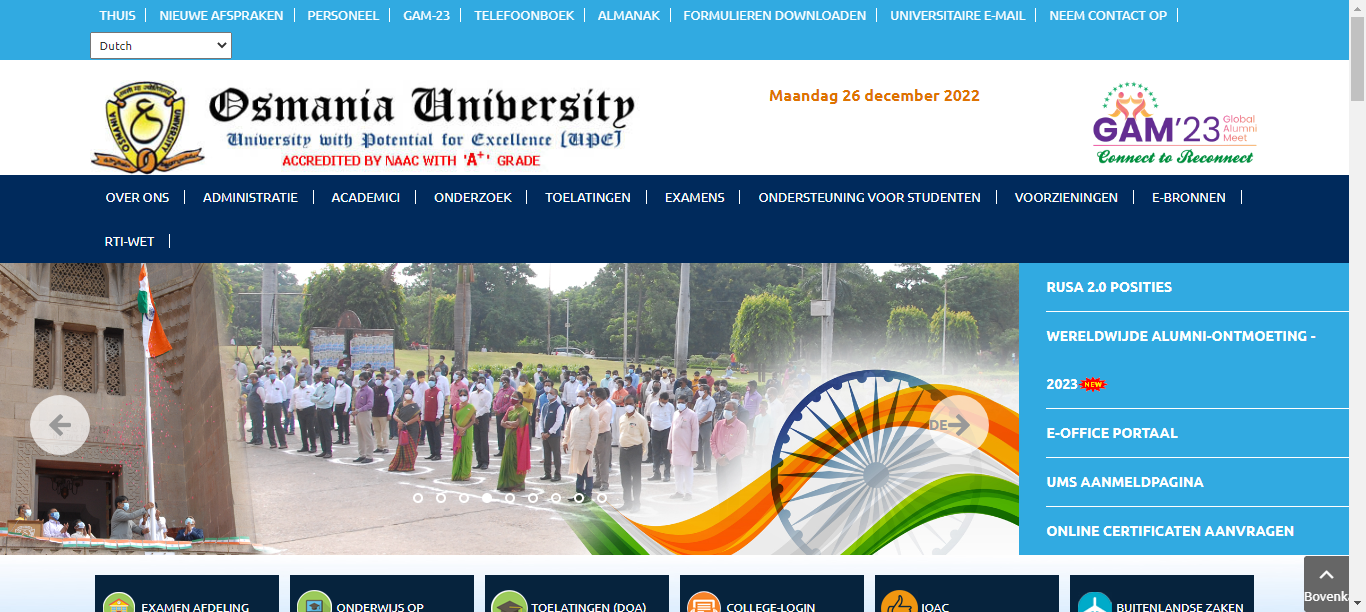 THUIS NIEUWE AFSPRAKEN PERSONEEL GAM-23 TELEFOONBOEK ALMANAK FORMULIEREN DOWNLOADEN UNIVERSITAIRE E-MAIL NEEM CONTACT OP
Dutch
Osmania University
University with Potential for Excellence [UPE]
ACCREDITED BY NAAC WITH 'A+' GRADE
Maandag 26 december 2022
GAM'23 Global Alumni Meet
Connect to Reconnect
OVER ONS ADMINISTRATIE ACADEMICI ONDERZOEK TOELATINGEN EXAMENS ONDERSTEUNING VOOR STUDENTEN VOORZIENINGEN E-BRONNEN
RTI-WET
RUSA 2.0 POSITIES
WERELDWIJDE ALUMNI-ONTMOETING -
2023 NEW
E-OFFICE PORTAAL
UMS AANMELDPAGINA
ONLINE CERTIFICATEN AANVRAGEN
DE
Bovenk
EXAMEN AFDELING ONDERWIJS OP TOELATINGEN (DOA) COLLEGE-LOGIN IQAC BUITENLANDSE ZAKEN